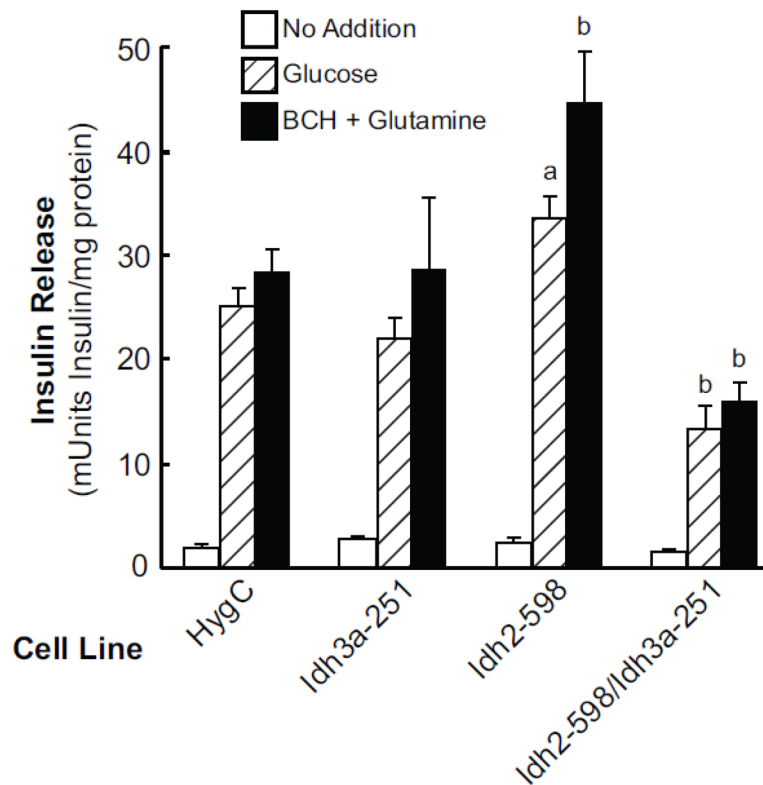 No Addition
Glucose
BCH + Glutamine
Insulin Release
(mUnits Insulin/mg protein)
50
40
30
20
10
0
a
b
b
b
Cell Line
HygC
Idh3a-251
Idh2-598
Idh2-598/Idh3a-251